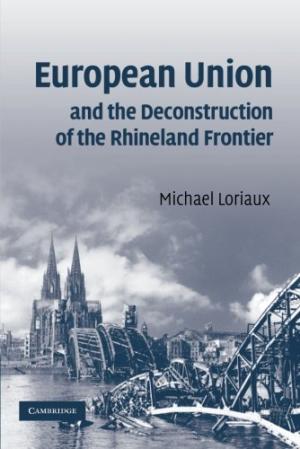 European Union
and the Deconstruction
of the Rhineland Frontier
Michael Loriaux
CAMBRIDGE